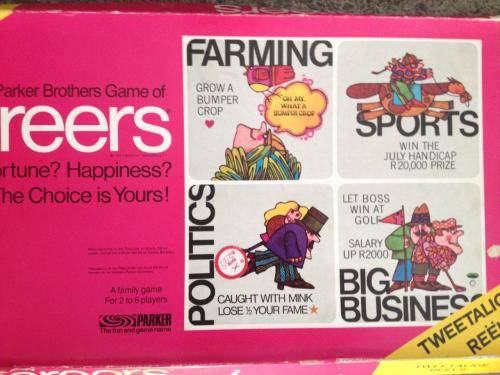 Parker Brothers Game of
reers
ortune? Happiness?
The Choice is Yours!
A family game
For 2 to 6 players
PARKER
The fun and game name
FARMING
GROW A
BUMPER
CROP
OH MY,
WHAT A
BUMPER CROP
SPORTS
WIN THE
JULY HANDICAP
R20,000 PRIZE
POLITICS
CAUGHT WITH MINK
LOSE ½ YOUR FAME
LET BOSS
WIN AT
GOLF
SALARY
UP R2000
BIG
BUSINESS
TWEETALIG
REËL
TWEETALIGE